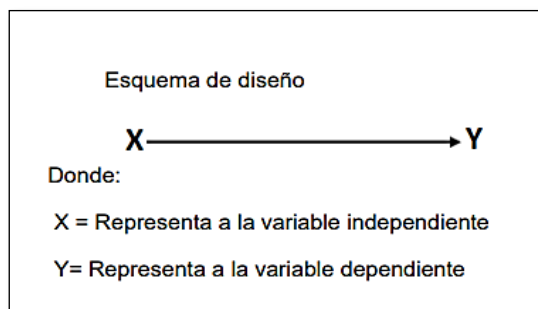 Esquema de diseño
X Y
Donde:
X = Representa a la variable independiente
Y= Representa a la variable dependiente